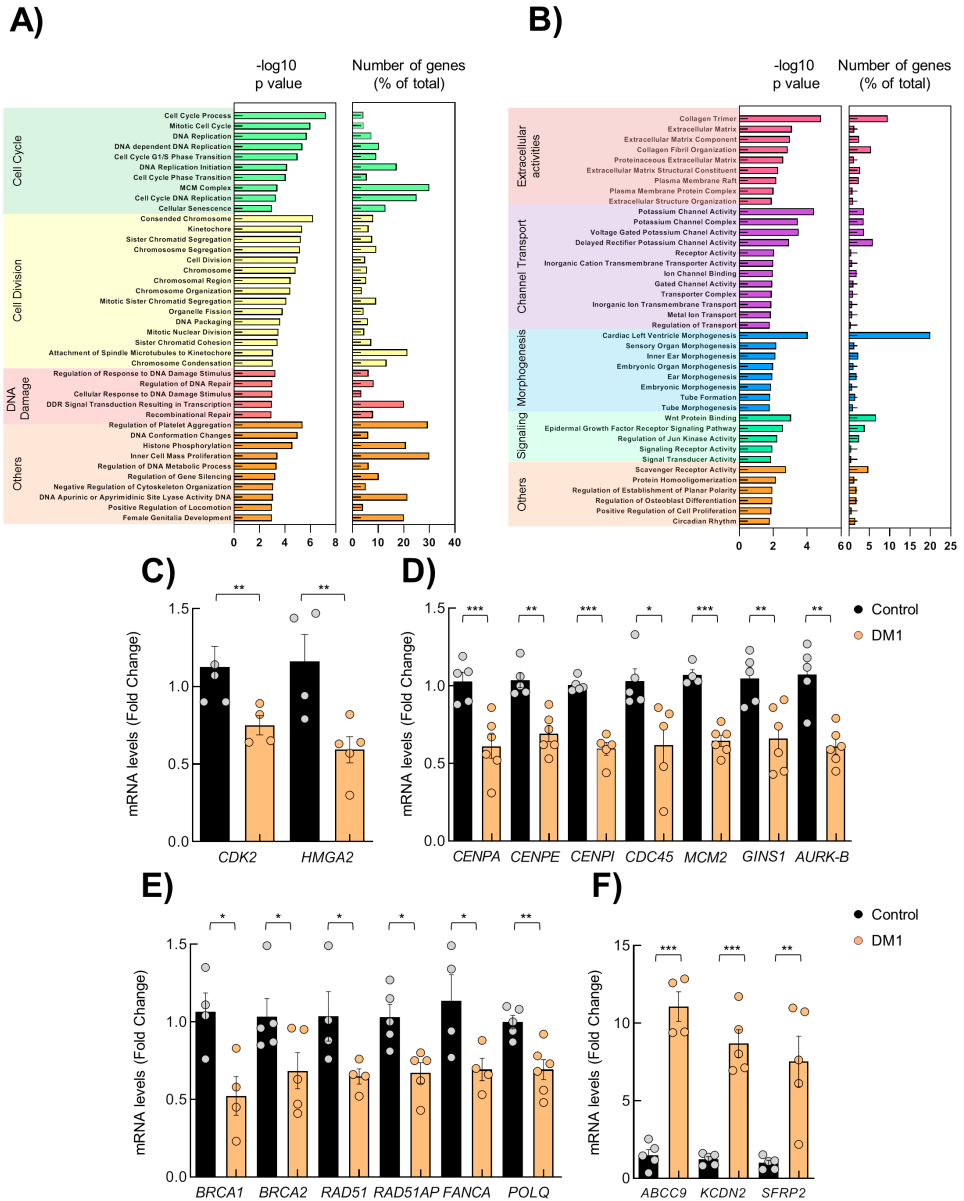 A)
-log10
p value
Number of genes
(% of total)
Cell Cycle
Cell Cycle Process
Mitotic Cell Cycle
DNA Replication
DNA dependent DNA Replication
Cell Cycle G1/S Phase Transition
DNA Replication Initiation
Cell Cycle Phase Transition
MCM Complex
Cell Cycle DNA Replication
Cellular Senescence
Cell Division
Consended Chromosome
Kinetochore
Sister Chromatid Segregation
Chromososme Segregation
Cell Division
Chromosome
Chromosomal Region
Chromosome Organization
Mitotic Sister Chromatid Segregation
Organelle Fission
DNA Packaging
Mitotic Nuclear Division
Sister Chromatid Cohesion
Attachment of Spindle Microtubules to Kinetochore
Chromosome Condensation
DNA
Damage
Regulation of Response to DNA Damage Stimulus
Regulation of DNA Repair
Cellular Response to DNA Damage Stimulus
DDR Signal Transduction Resulting in Transcription
Recombinational Repair
Others
Regulation of Platelet Aggregation
DNA Conformation Changes
Histone Phosphorylation
Inner Cell Mass Proliferation
Regulation of DNA Metabolic Process
Regulation of Gene Silencing
Negative Regulation of Cytoskeleton Organization
DNA Apurinic or Apyrimidinic Site Lyase Activity DNA
Positive Regulation of Locomotion
Female Genitalia Development
0 2 4 6 8
0 10 20 30 40
B)
-log10
p value
Number of genes
(% of total)
Extracellular
activities
Collagen Trimer
Extracellular Matrix
Extracellular Matrix Component
Collagen Fibril Organization
Proteinaceous Extracellular Matrix
Extracellular Matrix Structural Constituent
Plasma Membrane Raft
Plasma Membrane Protein Complex
Extracellular Structure Organization
Channel Transport
Potassium Channel Activity
Potassium Channel Complex
Voltage Gated Potassium Chanel Activity
Delayed Rectifier Potassium Channel Activity
Receptor Activity
Inorganic Cation Transmembrane Transporter Activity
Ion Channel Binding
Gated Channel Activity
Transporter Complex
Inorganic Ion Transmembrane Transport
Metal Ion Transport
Regulation of Transport
Morphogenesis
Cardiac Left Ventricle Morphogenesis
Sensory Organ Morphogenesis
Inner Ear Morphogenesis
Embryonic Organ Morphogenesis
Ear Morphogenesis
Embryonic Morphogenesis
Tube Formation
Tube Morphogenesis
Signaling
Wnt Protein Binding
Epidermal Growth Factor Receptor Signaling Pathway
Regulation of Jun Kinase Activity
Signaling Receptor Activity
Signal Transducer Activity
Others
Scavenger Receptor Activity
Protein Homooligomerization
Regulation of Establishment of Planar Polarity
Regulation of Osteoblast Differentiation
Positive Regulation of Cell Proliferation
Circadian Rhythm
0 2 4 6
0 5 10 15 20 25
C)
mRNA levels (Fold Change)
1.5
1.0
0.5
0.0
** **
CDK2 HMGA2
D)
mRNA levels (Fold Change)
1.5
1.0
0.5
0.0
*** ** *** * *** ** **
CENPA CENPE CENPI CDC45 MCM2 GINS1 AURK-B
Control
DM1
E)
mRNA levels (Fold Change)
1.5
1.0
0.5
0.0
* * * * * **
BRCA1 BRCA2 RAD51 RAD51AP FANCA POLQ
F)
mRNA levels (Fold Change)
15
10
5
0
*** *** **
ABCC9 KCDN2 SFRP2
Control
DM1